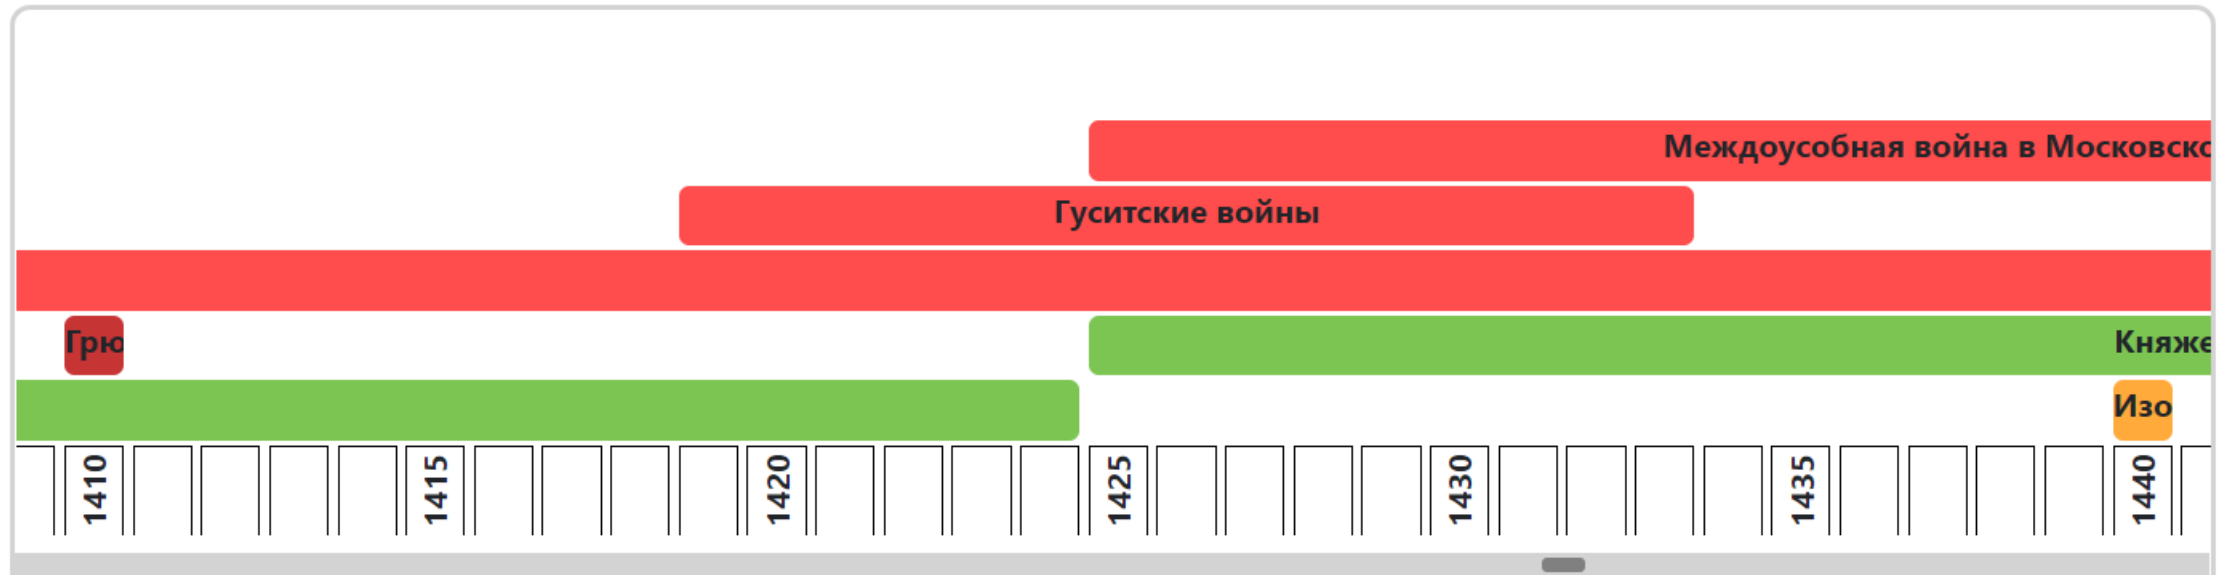 Междоусобная война в Московско
Гуситские войны
Грю
Княже
Изо
1410
1415
1420
1425
1430
1435
1440